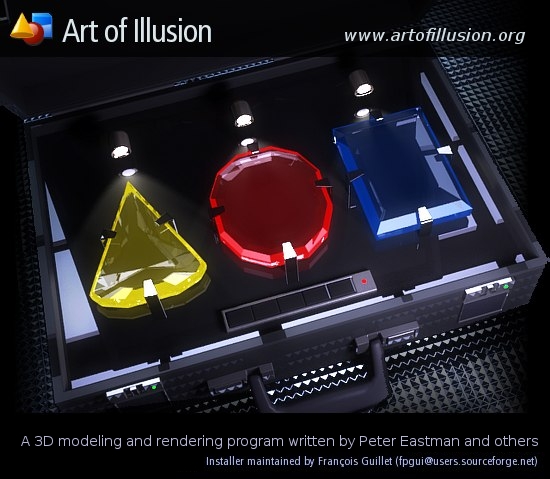 Art of Illusion
www.artofillusion.org
A 3D modeling and rendering program written by Peter Eastman and others
Installer maintained by François Guillet (fpgui@users.sourceforge.net)